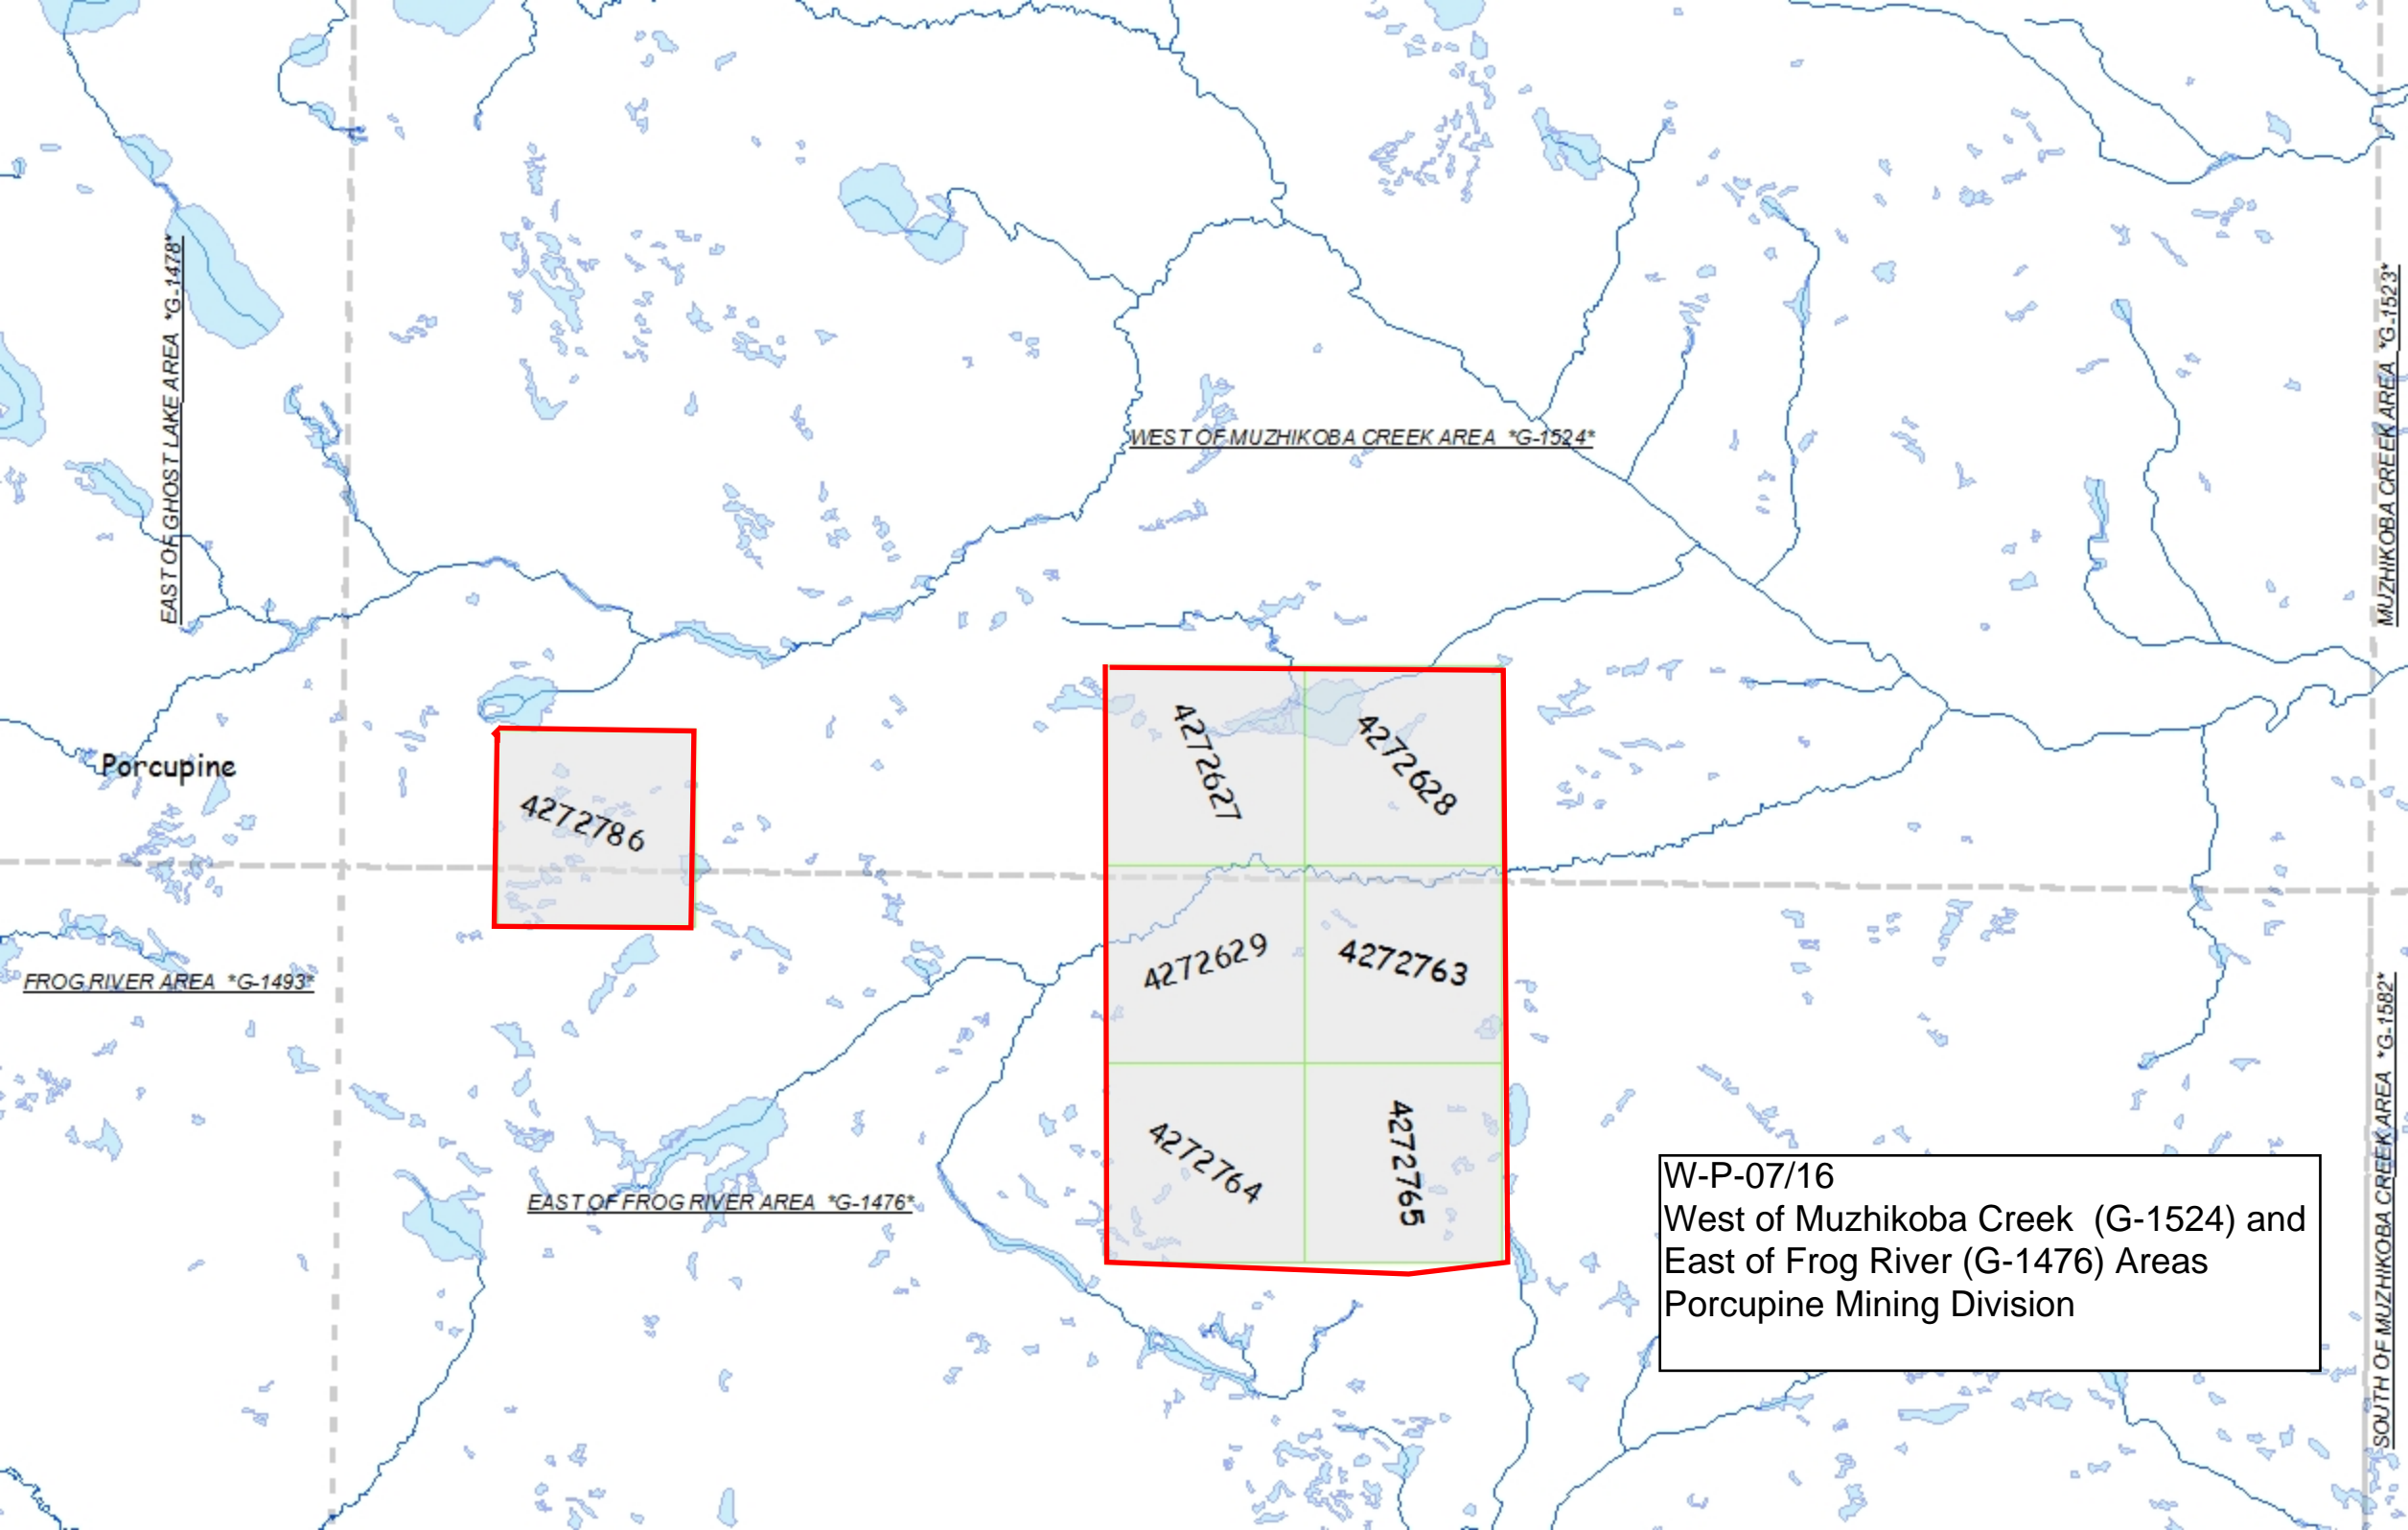 EAST OF GHOST LAKE AREA *G-1478*
MUZHIKOBA CREEK AREA *G-1523*
WEST OF MUZHIKOBA CREEK AREA *G-1524*
Porcupine
4272786
4272627
4272628
4272629
4272763
FROG RIVER AREA *G-1493*
4272764
4272765
EAST OF FROG RIVER AREA *G-1476*
W-P-07/16
West of Muzhikoba Creek (G-1524) and
East of Frog River (G-1476) Areas
Porcupine Mining Division
SOUTH OF MUZHIKOBA CREEK AREA *G-1582*